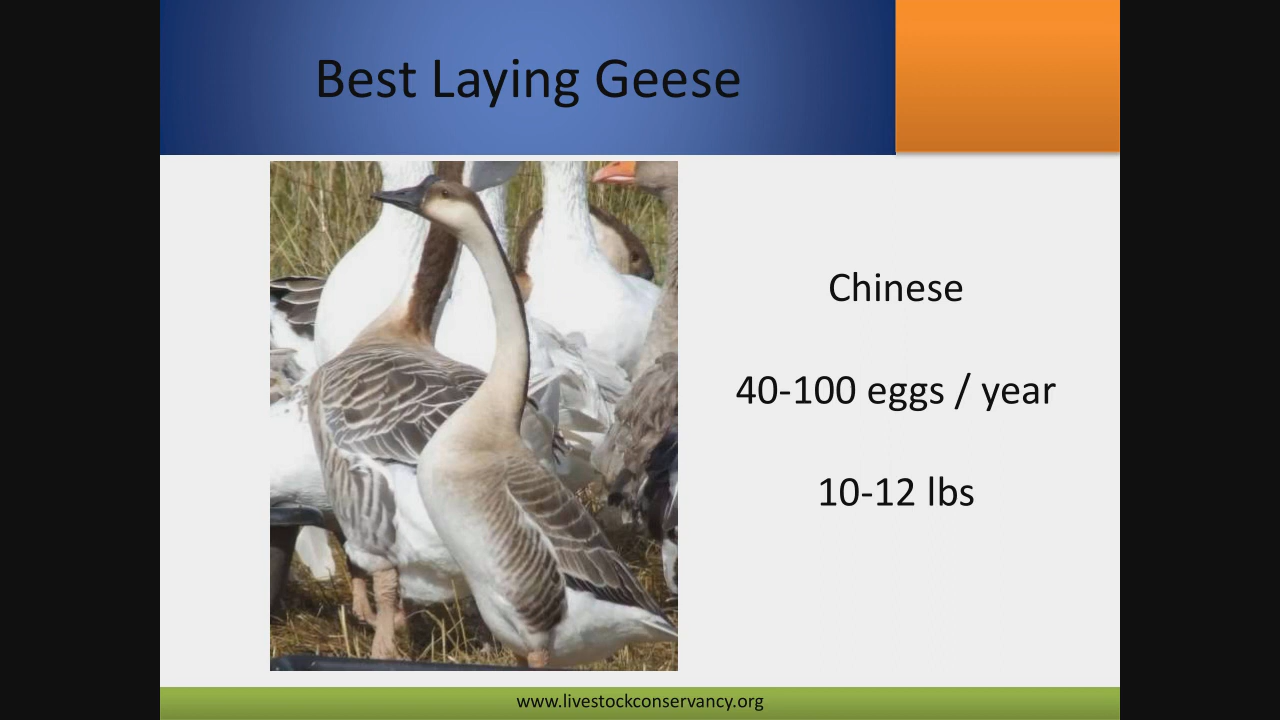 Best Laying Geese
Chinese
40-100 eggs / year
10-12 lbs
www.livestockconservancy.org